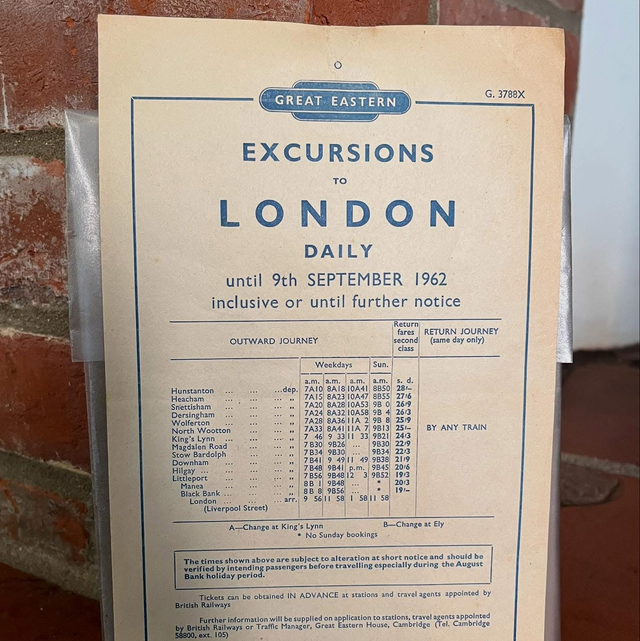 GREAT EASTERN
G. 3788X
EXCURSIONS
TO
LONDON
DAILY
until 9th SEPTEMBER 1962
inclusive or until further notice
OUTWARD JOURNEY Return fares second class RETURN JOURNEY (same day only)
Weekdays Sun.
a.m. a.m. a.m. a.m. s. d.
Hunstanton ... ... ...dep. 7A10 8A18 10A41 8B50 28/–
Heacham ... ... ... „ 7A15 8A23 10A47 8B55 27/6
Snettisham ... ... ... „ 7A20 8A28 10A53 9B 0 26/9
Dersingham ... ... ... „ 7A24 8A32 10A58 9B 4 26/3
Wolferton ... ... ... „ 7A28 8A36 11A 2 9B 8 25/9
North Wootton ... ... „ 7A33 8A41 11A 7 9B13 25/– BY ANY TRAIN
King's Lynn ... ... ... „ 7 46 9 33 11 33 9B21 24/3
Magdalen Road ... ... „ 7B30 9B26 ... 9B30 22/9
Stow Bardolph ... ... „ 7B34 9B30 ... 9B34 22/3
Downham ... ... ... „ 7B41 9 49 11 49 9B38 21/9
Hilgay ... ... ... „ 7B48 9B41 p.m. 9B45 20/6
Littleport ... ... ... „ 7B56 9B48 12 3 9B52 19/3
Manea ... ... ... „ 8B 1 9B48 ... * 20/3
Black Bank ... ... ... „ 8B 8 9B56 ... * 19/–
London ... ... arr. 9 56 11 58 1 58 11 58
(Liverpool Street)
A—Change at King's Lynn B—Change at Ely
* No Sunday bookings
The times shown above are subject to alteration at short notice and should be
verified by intending passengers before travelling especially during the August
Bank holiday period.
Tickets can be obtained IN ADVANCE at stations and travel agents appointed by
British Railways
Further information will be supplied on application to stations, travel agents appointed
by British Railways or Traffic Manager, Great Eastern House, Cambridge (Tel. Cambridge
58800, ext. 105)